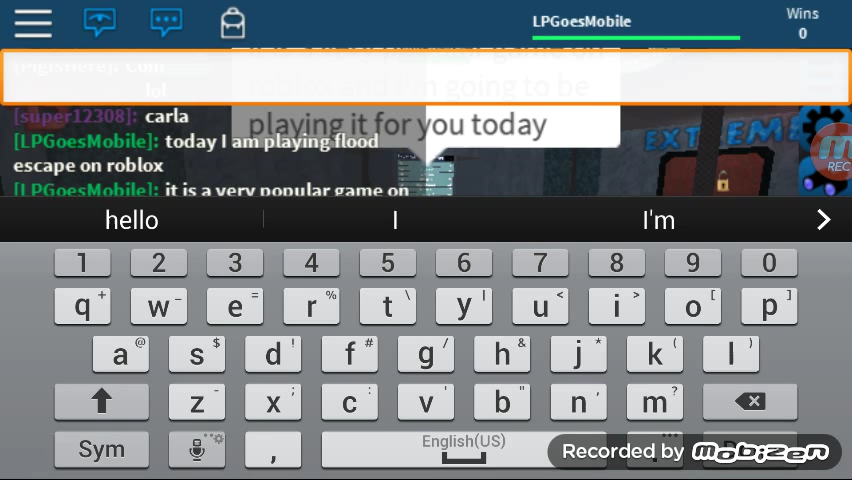 LPGoesMobile
Wins
0
lol
roblox and I'm going to be
[super12308]: carla
playing it for you today
[LPGoesMobile]: today I am playing flood
escape on roblox
[LPGoesMobile]: it is a very popular game on
EXTREME
REC
hello I I'm
1 2 3 4 5 6 7 8 9 0
q + w - e = r % t \ y | u < i > o [ p ]
a @ s $ d ! f # g / h & j * k ( l )
z - x ; c : v ' b " n , m ?
Sym , English(US)
Recorded by mobizen